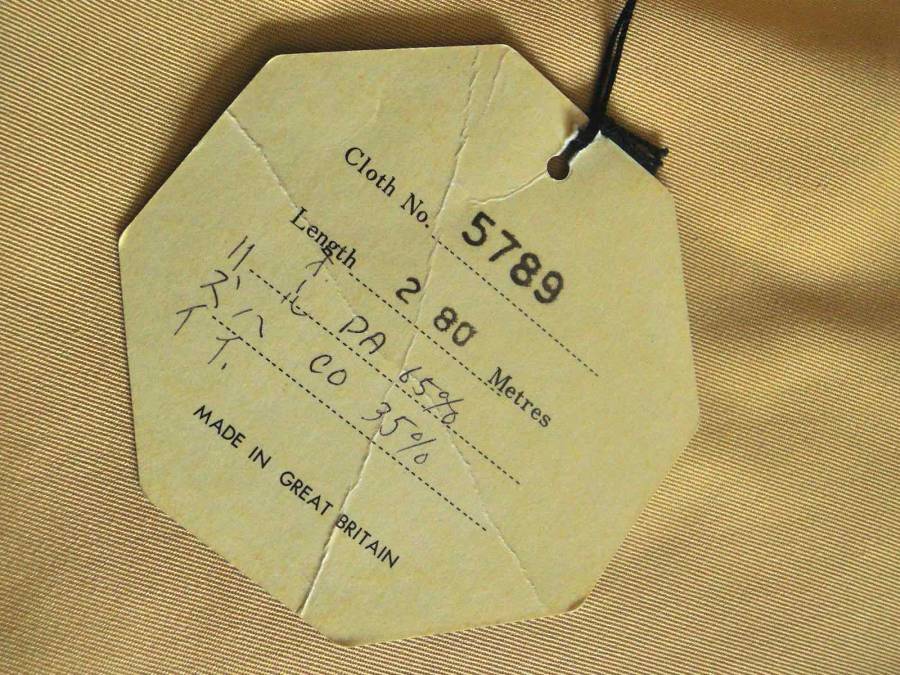 Cloth No. 5789
Length 2 80 Metres
PA 65%
CO 35%
MADE IN GREAT BRITAIN